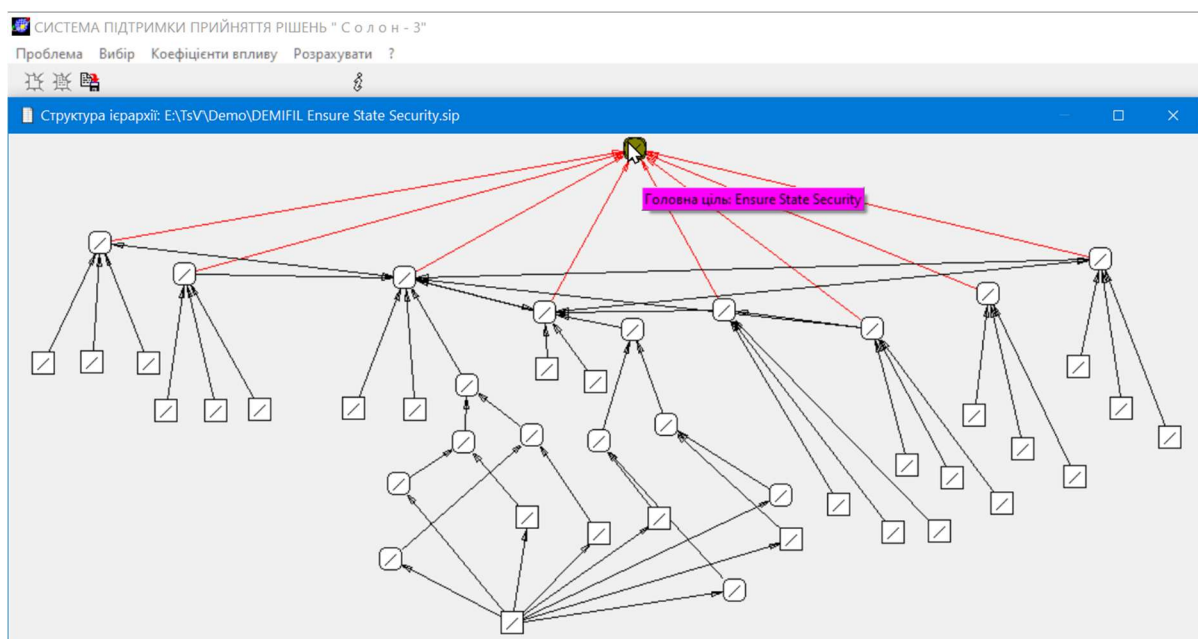 СИСТЕМА ПІДТРИМКИ ПРИЙНЯТТЯ РІШЕНЬ " С о л о н - 3"
Проблема Вибір Коефіцієнти впливу Розрахувати ?
Структура ієрархії: E:\TsV\Demo\DEMIFIL Ensure State Security.sip
Головна ціль: Ensure State Security